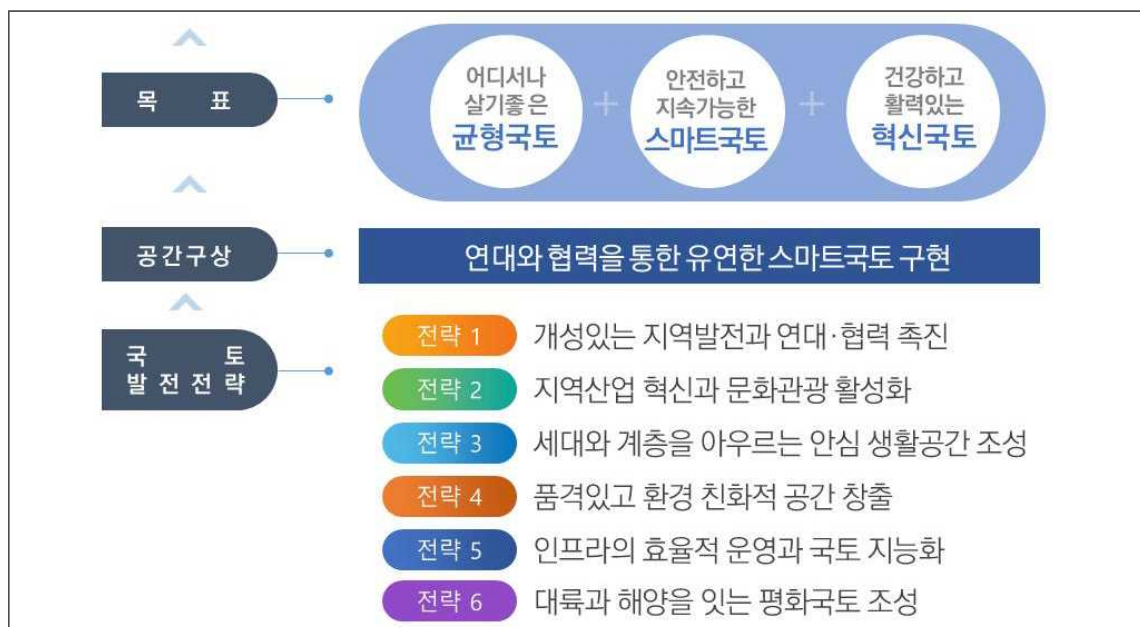 목 표
어디서나
살기좋은
균형국토
+
안전하고
지속가능한
스마트국토
+
건강하고
활력있는
혁신국토
공간구상
연대와 협력을 통한 유연한 스마트국토 구현
국 토
발 전 전 략
전략 1 개성있는 지역발전과 연대·협력 촉진
전략 2 지역산업 혁신과 문화관광 활성화
전략 3 세대와 계층을 아우르는 안심 생활공간 조성
전략 4 품격있고 환경 친화적 공간 창출
전략 5 인프라의 효율적 운영과 국토 지능화
전략 6 대륙과 해양을 잇는 평화국토 조성